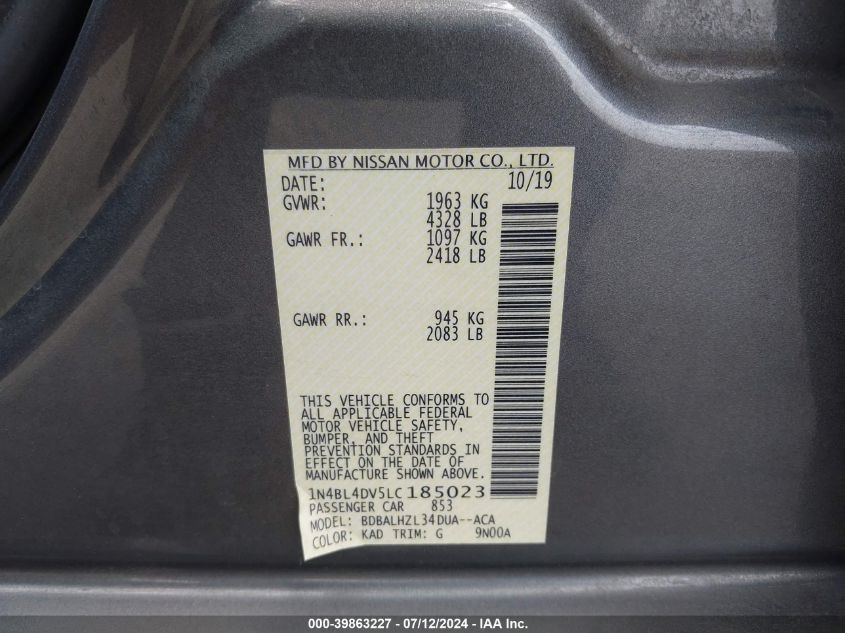 MFD BY NISSAN MOTOR CO., LTD.
DATE: 10/19
GVWR: 1963 KG
4328 LB
GAWR FR.: 1097 KG
2418 LB
GAWR RR.: 945 KG
2083 LB
THIS VEHICLE CONFORMS TO
ALL APPLICABLE FEDERAL
MOTOR VEHICLE SAFETY,
BUMPER, AND THEFT
PREVENTION STANDARDS IN
EFFECT ON THE DATE OF
MANUFACTURE SHOWN ABOVE.
1N4BL4DV5LC185023
PASSENGER CAR 853
MODEL: BDBALHZL34DUA--ACA
COLOR: KAD TRIM: G 9N00A
000-39863227 - 07/12/2024 - IAA Inc.